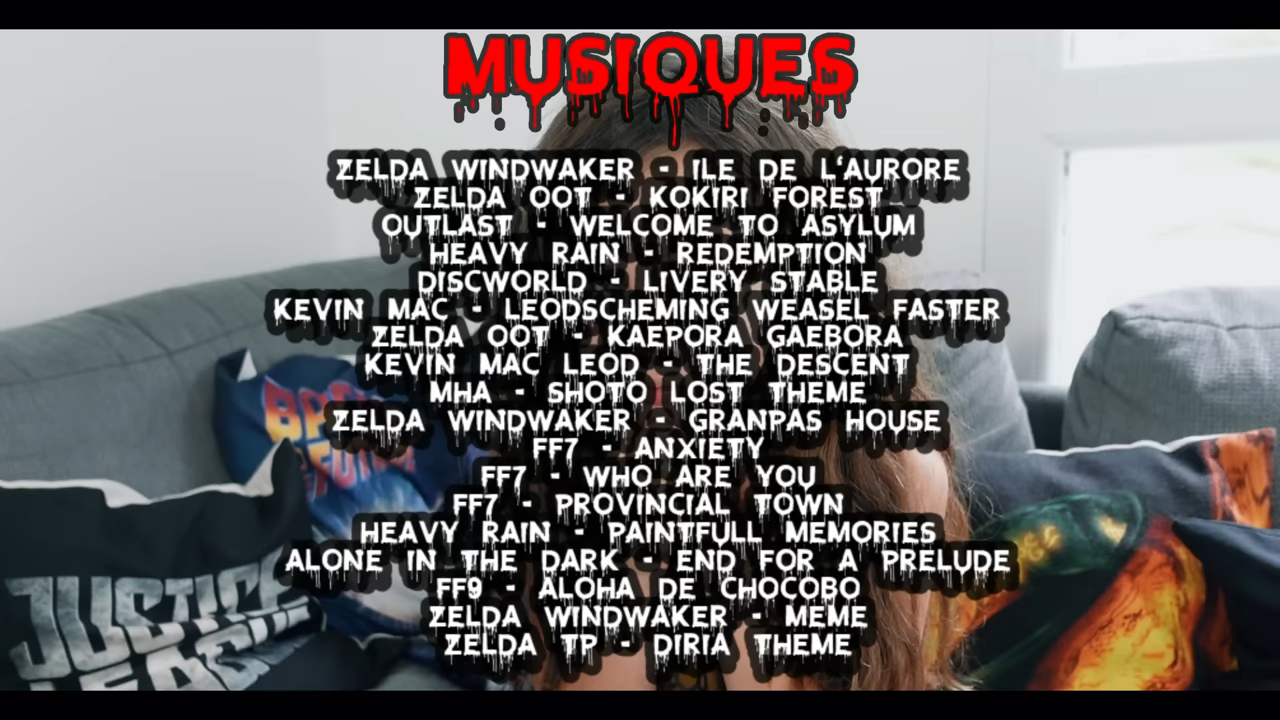 MUSIQUES
ZELDA WINDWAKER - ILE DE L'AURORE
ZELDA OOT - KOKIRI FOREST
OUTLAST - WELCOME TO ASYLUM
HEAVY RAIN - REDEMPTION
DISCWORLD - LIVERY STABLE
KEVIN MAC - LEODSCHEMING WEASEL FASTER
ZELDA OOT - KAEPORA GAEBORA
KEVIN MAC LEOD - THE DESCENT
MHA - SHOTO LOST THEME
ZELDA WINDWAKER - GRANPAS HOUSE
FF7 - ANXIETY
FF7 - WHO ARE YOU
FF7 - PROVINCIAL TOWN
HEAVY RAIN - PAINTFULL MEMORIES
ALONE IN THE DARK - END FOR A PRELUDE
FF9 - ALOHA DE CHOCOBO
ZELDA WINDWAKER - MEME
ZELDA TP - DIRIA THEME
JUSTICE
LEAGUE